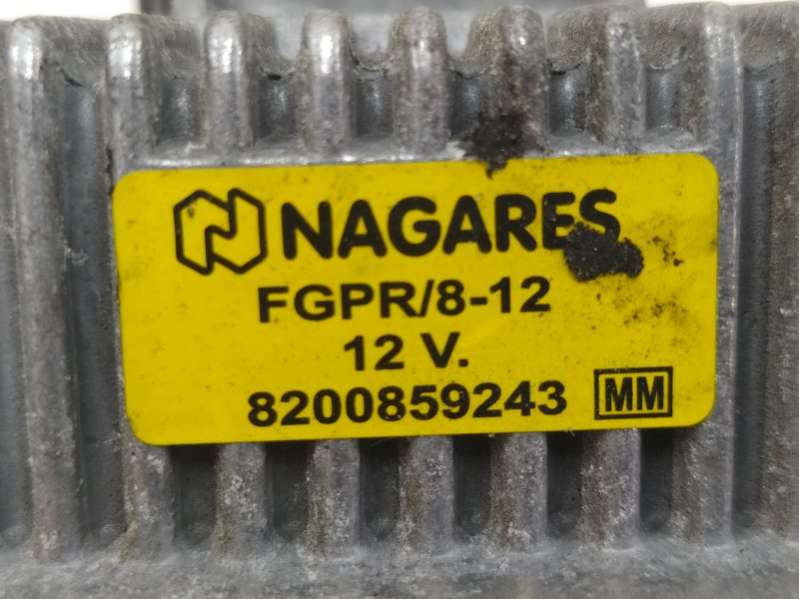 NAGARES
FGPR/8-12
12 V.
8200859243 MM